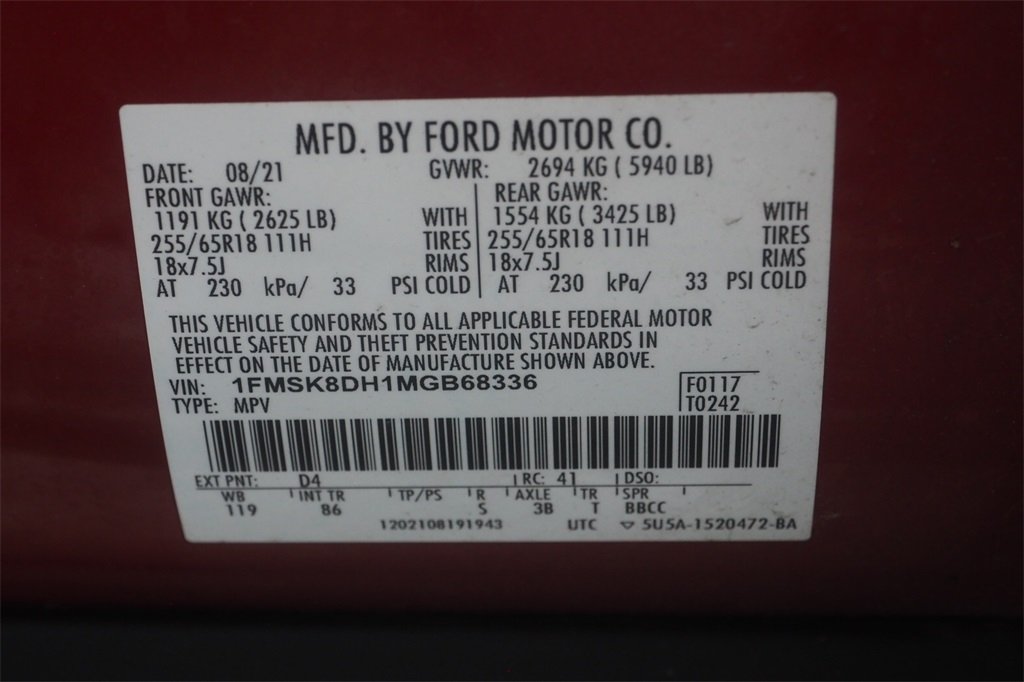 MFD. BY FORD MOTOR CO.
DATE: 08/21 GVWR: 2694 KG ( 5940 LB)
FRONT GAWR: REAR GAWR:
1191 KG ( 2625 LB) WITH 1554 KG ( 3425 LB) WITH
255/65R18 111H TIRES 255/65R18 111H TIRES
18x7.5J RIMS 18x7.5J RIMS
AT 230 kPa/ 33 PSI COLD AT 230 kPa/ 33 PSI COLD
THIS VEHICLE CONFORMS TO ALL APPLICABLE FEDERAL MOTOR
VEHICLE SAFETY AND THEFT PREVENTION STANDARDS IN
EFFECT ON THE DATE OF MANUFACTURE SHOWN ABOVE.
VIN: 1FMSK8DH1MGB68336 F0117
TYPE: MPV T0242
EXT PNT: D4 RC: 41 DSO:
WB INT TR TP/PS R AXLE TR SPR
119 86 S 3B T BBCC
1202108191943 UTC ▽ 5U5A-1520472-BA